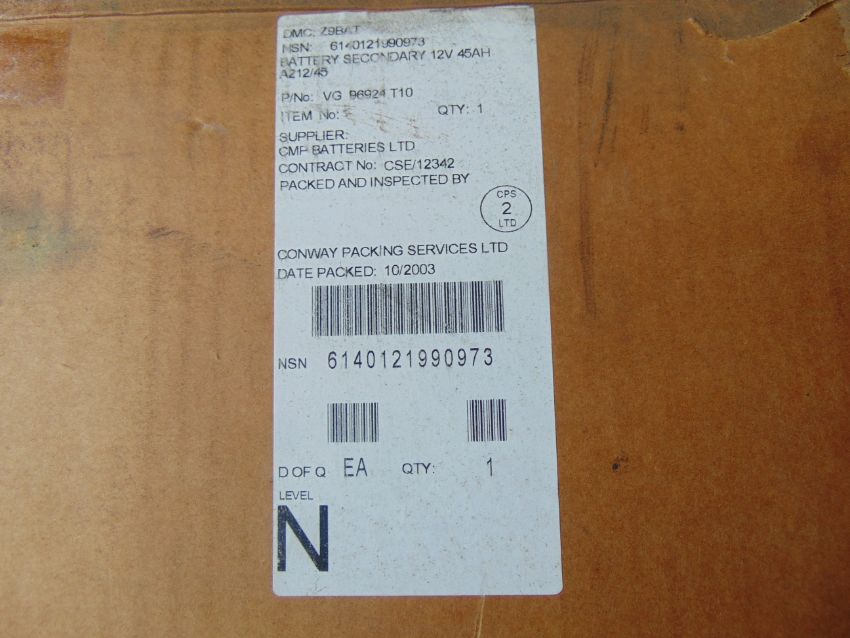 DMC: Z9BAT
NSN: 6140121990973
BATTERY SECONDARY 12V 45AH
A212/45
P/No: VG 96924 T10
ITEM No: QTY: 1
SUPPLIER:
CMP BATTERIES LTD
CONTRACT No: CSE/12342
PACKED AND INSPECTED BY
CPS
2
LTD
CONWAY PACKING SERVICES LTD
DATE PACKED: 10/2003
NSN 6140121990973
D OF Q EA QTY: 1
LEVEL
N